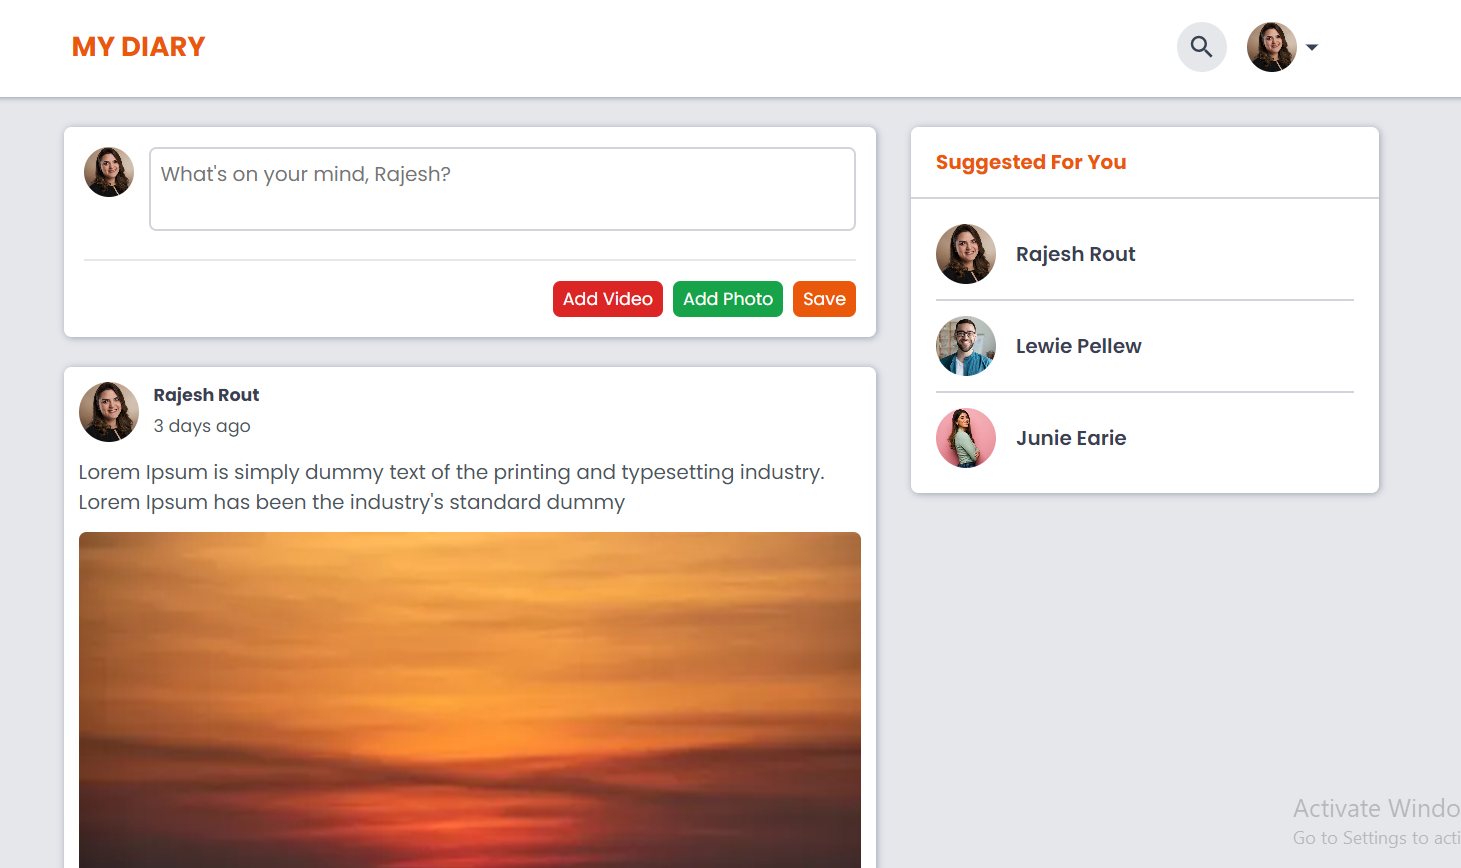 MY DIARY
What's on your mind, Rajesh?
Add Video Add Photo Save
Rajesh Rout
3 days ago
Lorem Ipsum is simply dummy text of the printing and typesetting industry.
Lorem Ipsum has been the industry's standard dummy
Suggested For You
Rajesh Rout
Lewie Pellew
Junie Earie
Activate Windo
Go to Settings to acti